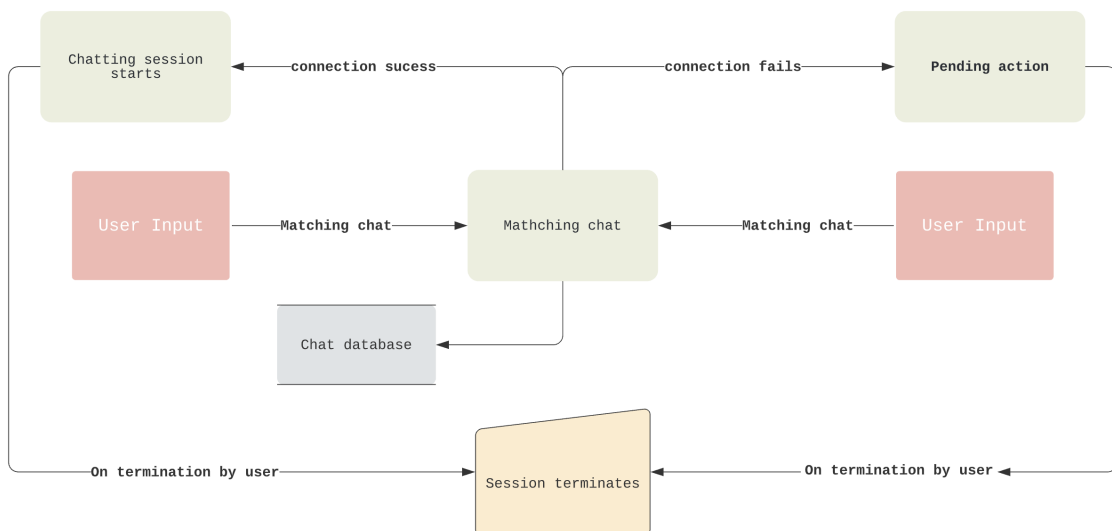 Chatting session
starts
connection sucess
connection fails
Pending action
User Input
Matching chat
Mathching chat
Matching chat
User Input
Chat database
On termination by user
Session terminates
On termination by user